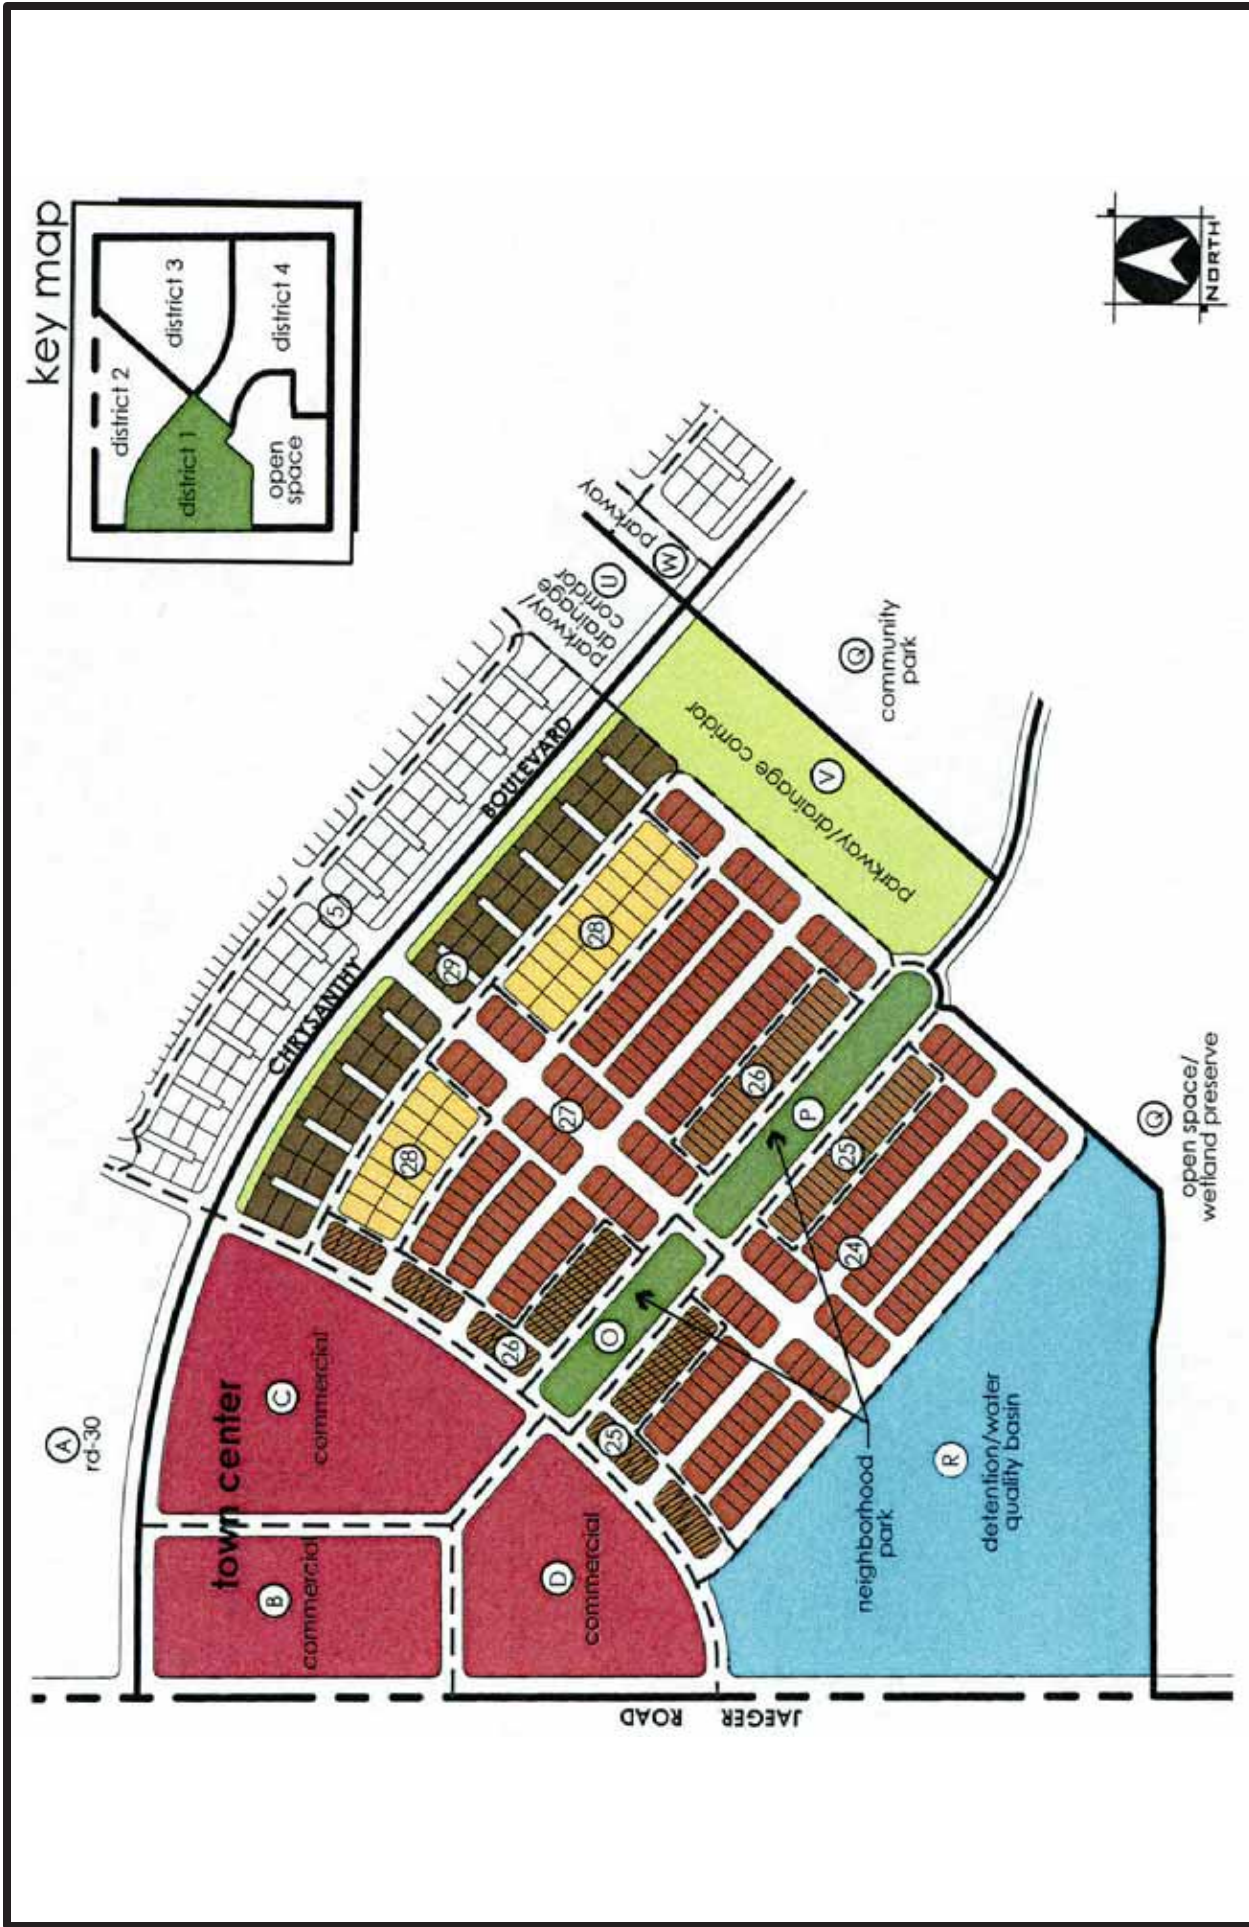 key map
district 2
district 3
district 1
district 4
open
space
A
rd-30
town center
B
commercial
C
commercial
D
commercial
CHRYSANTHY
BOULEVARD
5
parkway/
drainage
corridor
U
W parkway
29
28
28
27
26
26
25
25
24
O
P
V
parkway/drainage corridor
Q
community
park
JAEGER ROAD
neighborhood
park
R
detention/water
quality basin
Q
open space/
wetland preserve
NORTH